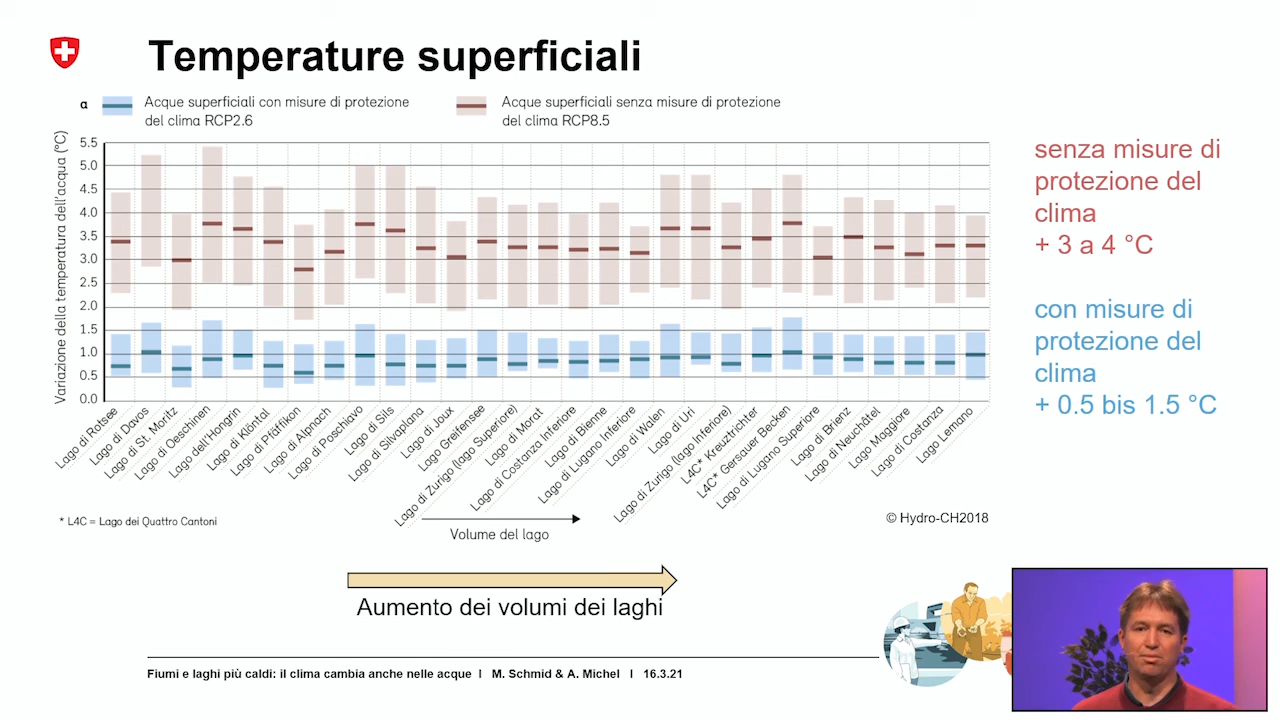 Temperature superficiali
a
Acque superficiali con misure di protezione
del clima RCP2.6
Acque superficiali senza misure di protezione
del clima RCP8.5
Variazione della temperatura dell'acqua (°C)
5.5
5.0
4.5
4.0
3.5
3.0
2.5
2.0
1.5
1.0
0.5
0.0
Lago di Rotsee
Lago di Davos
Lago di St. Moritz
Lago di Oeschinen
Lago dell'Hongrin
Lago di Klöntal
Lago di Pfäffikon
Lago di Alpnach
Lago di Poschiavo
Lago di Sils
Lago di Silvaplana
Lago di Joux
Lago Greifensee
Lago di Zurigo (lago Superiore)
Lago di Morat
Lago di Costanza Inferiore
Lago di Bienne
Lago di Lugano Inferiore
Lago di Walen
Lago di Uri
Lago di Zurigo (lago Inferiore)
L4C* Kreuztrichter
L4C* Gersauer Becken
Lago di Lugano Superiore
Lago di Brienz
Lago di Neuchâtel
Lago Maggiore
Lago di Costanza
Lago Lemano
senza misure di
protezione del
clima
+ 3 a 4 °C
con misure di
protezione del
clima
+ 0.5 bis 1.5 °C
* L4C = Lago dei Quattro Cantoni
Volume del lago
© Hydro-CH2018
Aumento dei volumi dei laghi
Fiumi e laghi più caldi: il clima cambia anche nelle acque I M. Schmid & A. Michel I 16.3.21